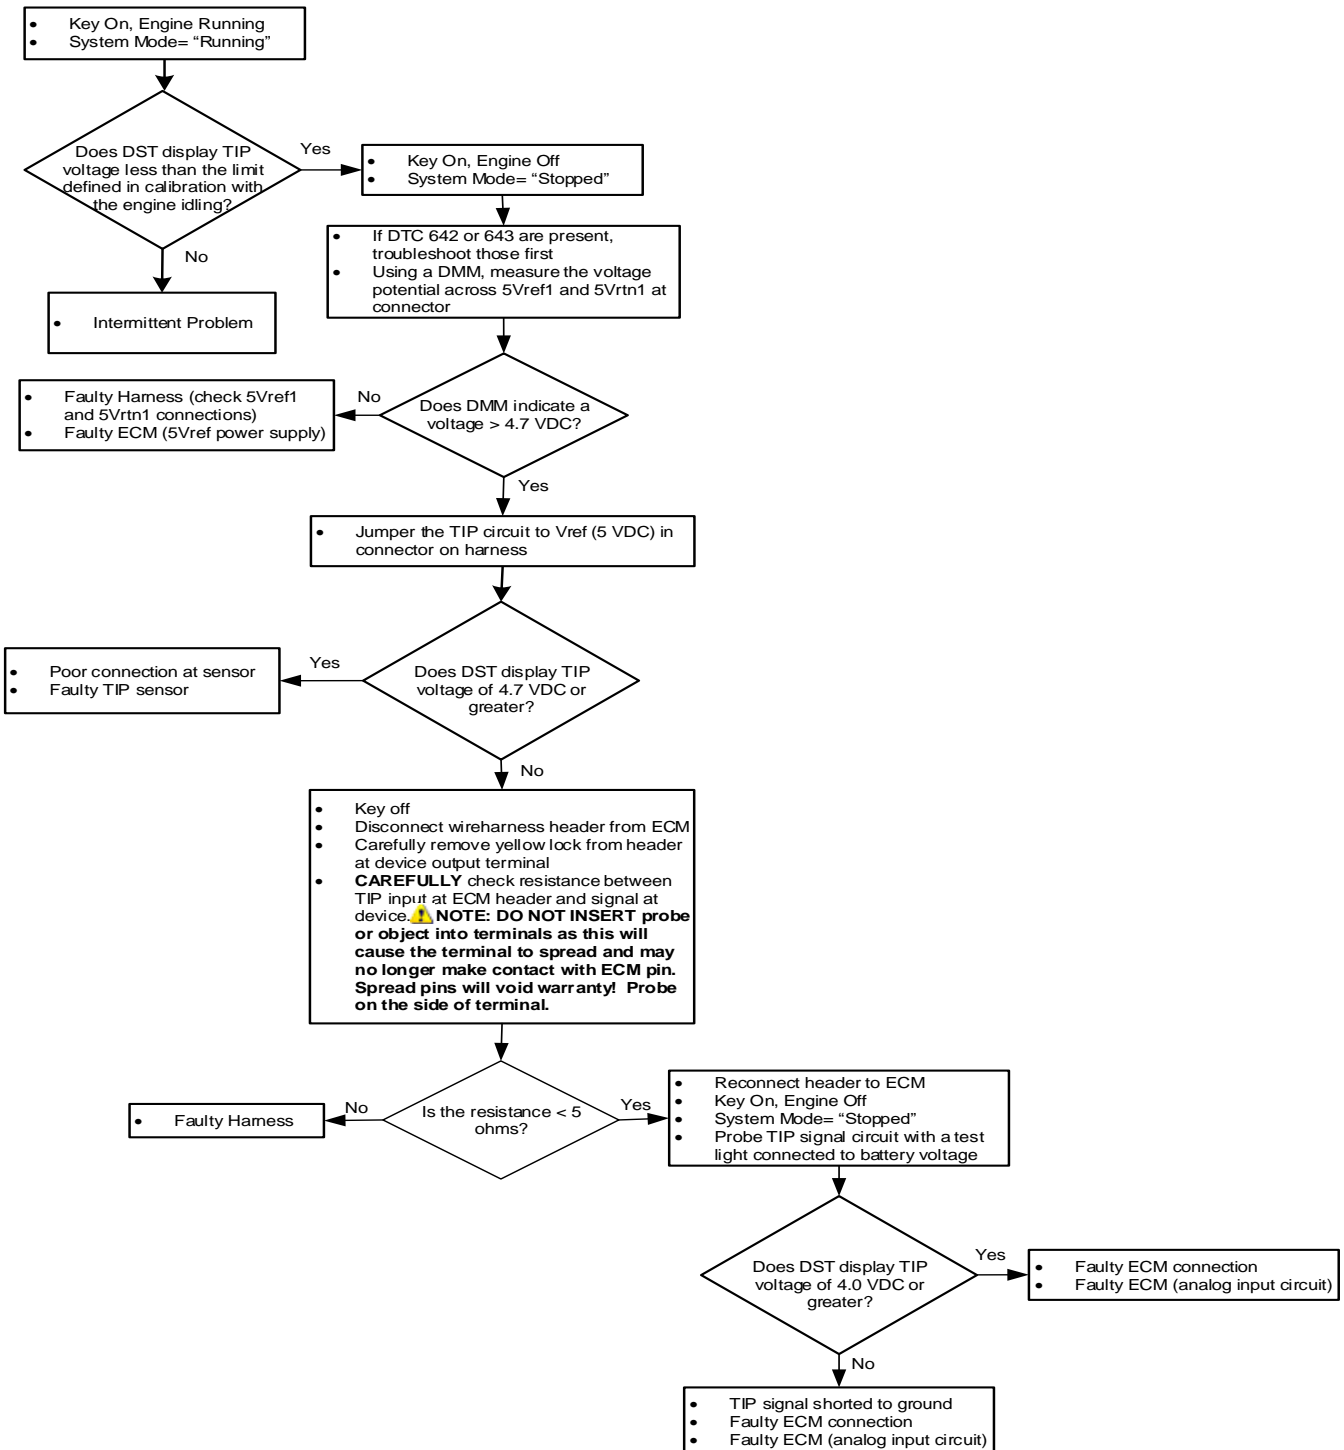 • Key On, Engine Running
• System Mode= “Running”
Does DST display TIP
voltage less than the limit
defined in calibration with
the engine idling?
Yes
• Key On, Engine Off
• System Mode= “Stopped”
No
• Intermittent Problem
• If DTC 642 or 643 are present,
troubleshoot those first
• Using a DMM, measure the voltage
potential across 5Vref1 and 5Vrtn1 at
connector
Does DMM indicate a
voltage > 4.7 VDC?
No
• Faulty Harness (check 5Vref1
and 5Vrtn1 connections)
• Faulty ECM (5Vref power supply)
Yes
• Jumper the TIP circuit to Vref (5 VDC) in
connector on harness
Does DST display TIP
voltage of 4.7 VDC or
greater?
Yes
• Poor connection at sensor
• Faulty TIP sensor
No
• Key off
• Disconnect wireharness header from ECM
• Carefully remove yellow lock from header
at device output terminal
• CAREFULLY check resistance between
TIP input at ECM header and signal at
device. NOTE: DO NOT INSERT probe
or object into terminals as this will
cause the terminal to spread and may
no longer make contact with ECM pin.
Spread pins will void warranty! Probe
on the side of terminal.
Is the resistance < 5
ohms?
No
• Faulty Harness
Yes
• Reconnect header to ECM
• Key On, Engine Off
• System Mode= “Stopped”
• Probe TIP signal circuit with a test
light connected to battery voltage
Does DST display TIP
voltage of 4.0 VDC or
greater?
Yes
• Faulty ECM connection
• Faulty ECM (analog input circuit)
No
• TIP signal shorted to ground
• Faulty ECM connection
• Faulty ECM (analog input circuit)